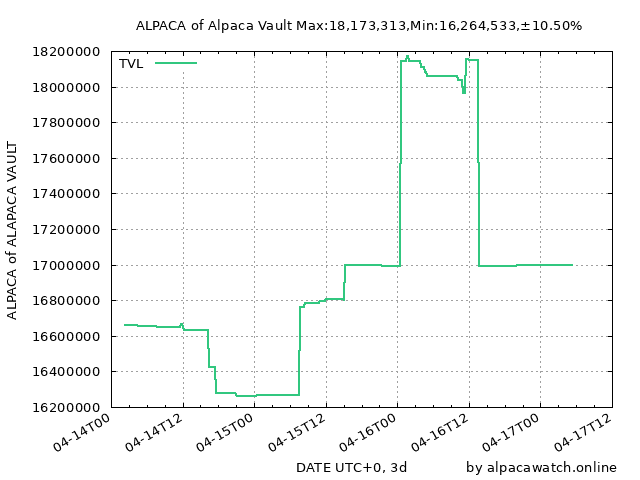 ALPACA of Alpaca Vault Max:18,173,313,Min:16,264,533,±10.50%
TVL
ALPACA of ALAPACA VAULT
18200000
18000000
17800000
17600000
17400000
17200000
17000000
16800000
16600000
16400000
16200000
04-14T00
04-14T12
04-15T00
04-15T12
04-16T00
04-16T12
04-17T00
04-17T12
DATE UTC+0, 3d
by alpacawatch.online